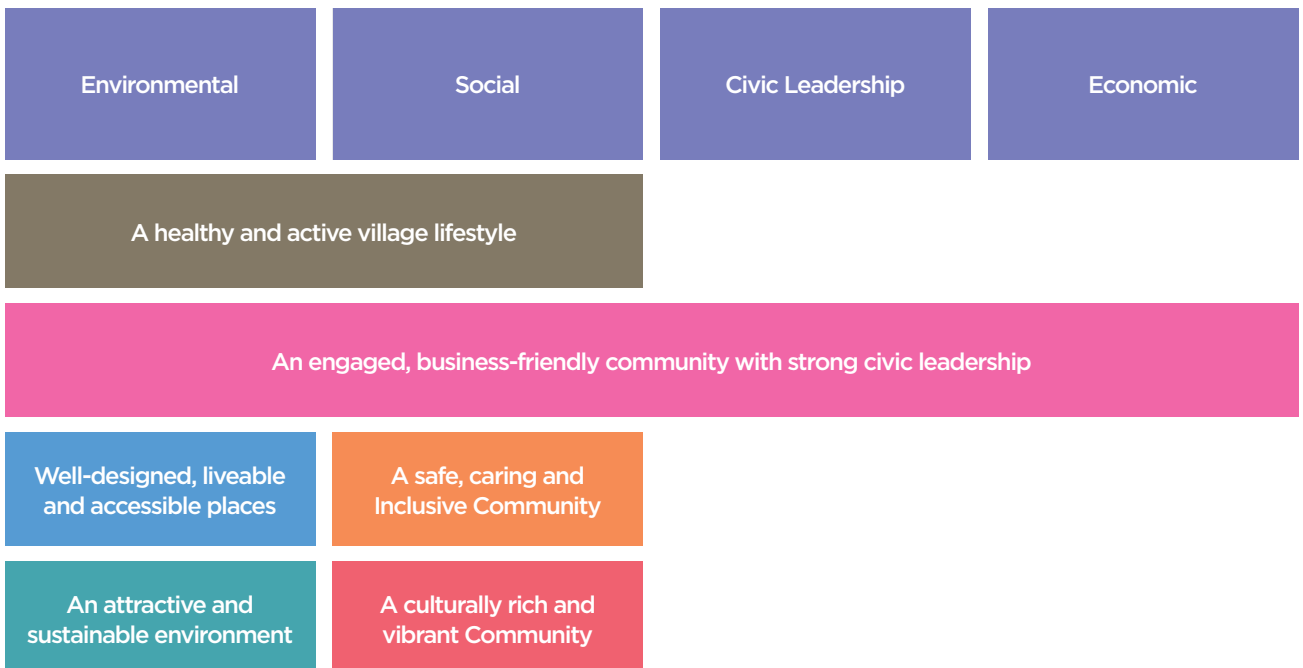 Environmental
Social
Civic Leadership
Economic
A healthy and active village lifestyle
An engaged, business-friendly community with strong civic leadership
Well-designed, liveable
and accessible places
A safe, caring and
Inclusive Community
An attractive and
sustainable environment
A culturally rich and
vibrant Community